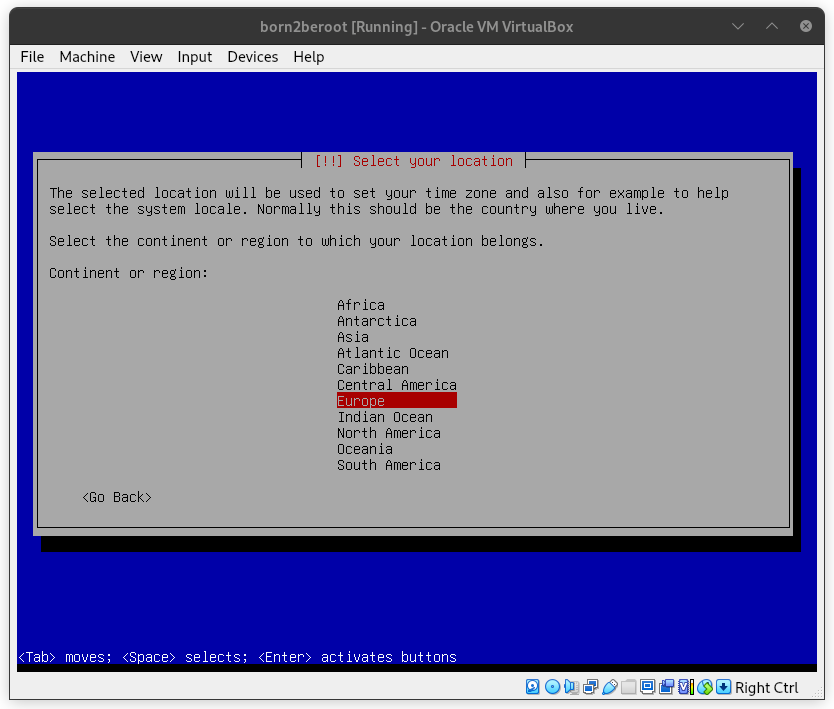 born2beroot [Running] - Oracle VM VirtualBox
File Machine View Input Devices Help
[!!] Select your location
The selected location will be used to set your time zone and also for example to help
select the system locale. Normally this should be the country where you live.
Select the continent or region to which your location belongs.
Continent or region:
Africa
Antarctica
Asia
Atlantic Ocean
Caribbean
Central America
Europe
Indian Ocean
North America
Oceania
South America
<Go Back>
<Tab> moves; <Space> selects; <Enter> activates buttons
Right Ctrl